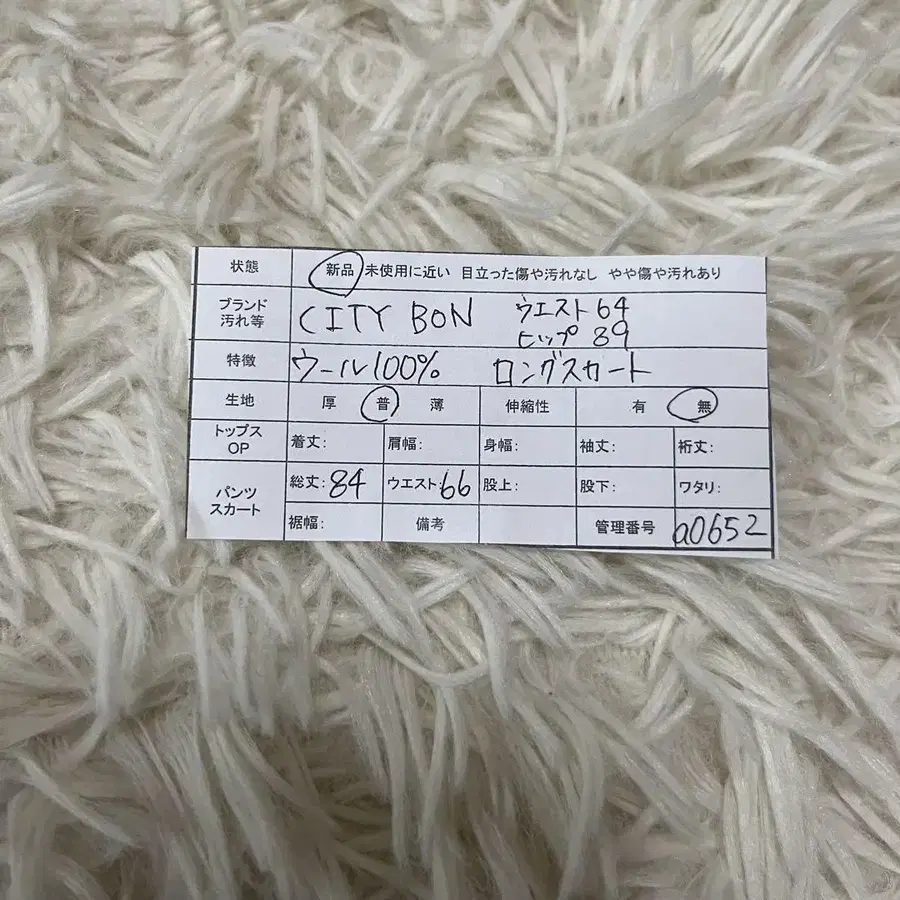 状態 新品 未使用に近い 目立った傷や汚れなし やや傷や汚れあり
ブランド 汚れ等 CITY BON ウエスト64
ヒップ 89
特徴 ウール100% ロングスカート
生地 厚 普 薄 伸縮性 有 無
トップス OP 着丈: 肩幅: 身幅: 袖丈: 裄丈:
パンツ スカート 総丈:84 ウエスト:66 股上: 股下: ワタリ:
裾幅: 備考 管理番号 a0652